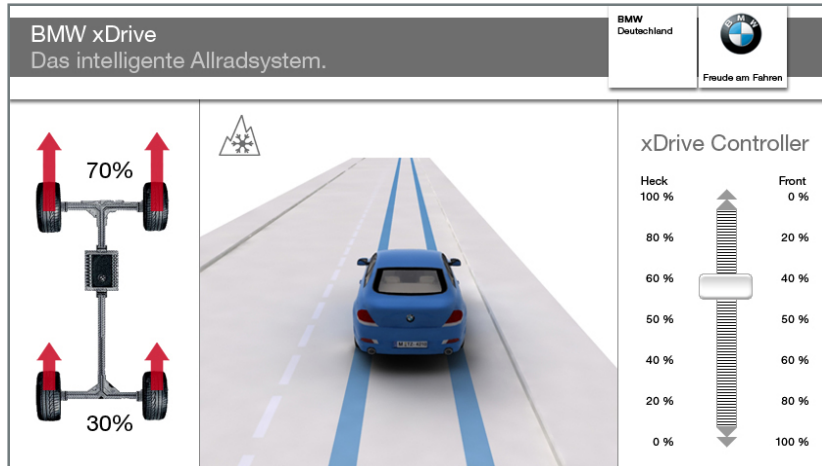 BMW xDrive
Das intelligente Allradsystem.
BMW
Deutschland
BMW
Freude am Fahren
70%
30%
xDrive Controller
Heck Front
100 % 0 %
80 % 20 %
60 % 40 %
50 % 50 %
40 % 60 %
20 % 80 %
0 % 100 %